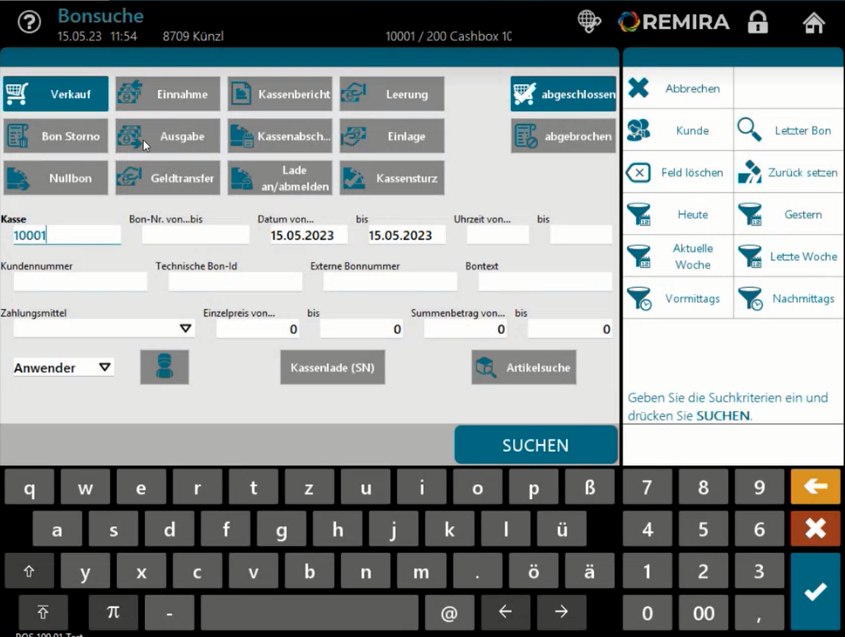 Bonsuche
15.05.23 11:54 8709 Künzl 10001 / 200 Cashbox 10
REMIRA
Verkauf Einnahme Kassenbericht Leerung abgeschlossen
Bon Storno Ausgabe Kassenabsch... Einlage abgebrochen
Nullbon Geldtransfer Lade an/abmelden Kassensturz
Kasse Bon-Nr. von...bis Datum von... bis Uhrzeit von... bis
10001 15.05.2023 15.05.2023
Kundennummer Technische Bon-Id Externe Bonnummer Bontext
Zahlungsmittel Einzelpreis von... bis Summenbetrag von... bis
0 0 0 0
Anwender Kassenlade (SN) Artikelsuche
SUCHEN
Abbrechen
Kunde Letzter Bon
Feld löschen Zurück setzen
Heute Gestern
Aktuelle Woche Letzte Woche
Vormittags Nachmittags
Geben Sie die Suchkriterien ein und
drücken Sie SUCHEN.
q w e r t z u i o p ß 7 8 9
a s d f g h j k l ü 4 5 6
y x c v b n m . ö ä 1 2 3
π - @ 0 00 ,